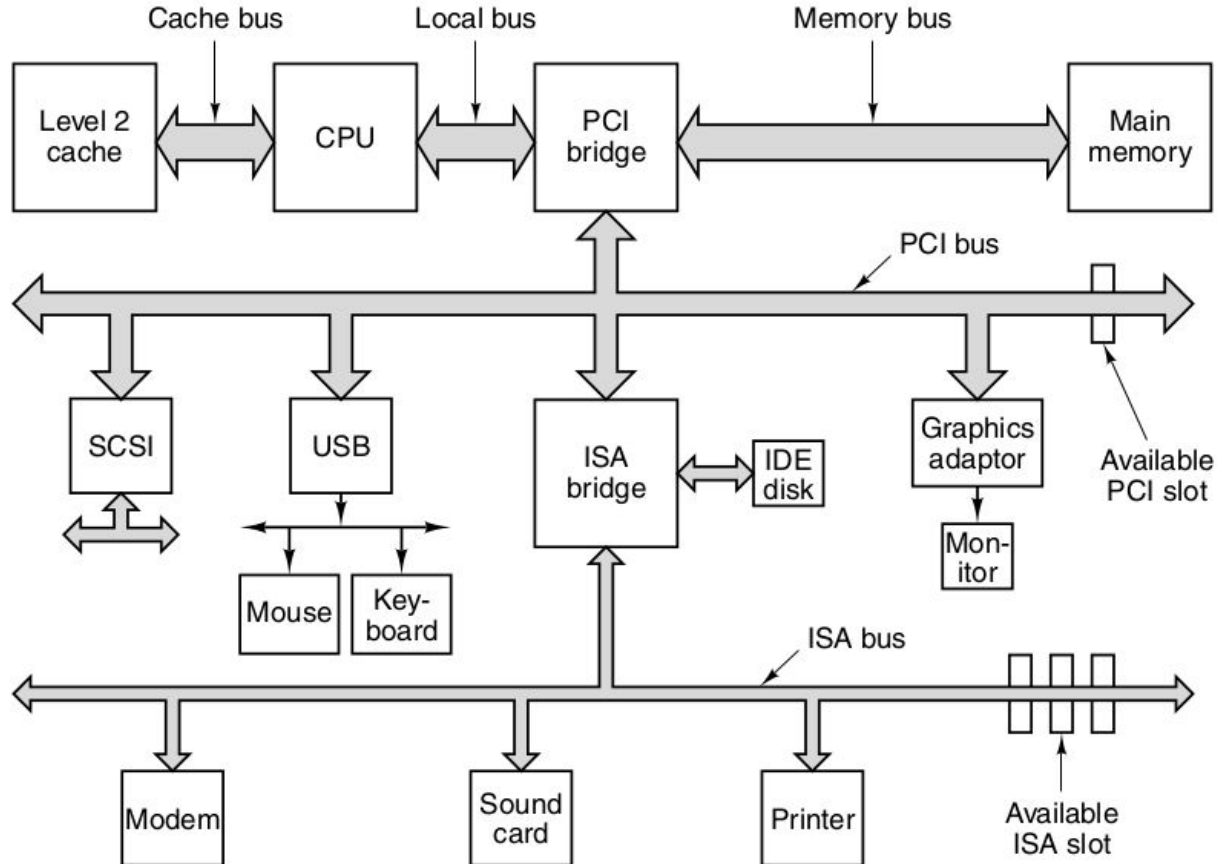 Cache bus
Local bus
Memory bus
Level 2
cache
CPU
PCI
bridge
Main
memory
PCI bus
SCSI
USB
ISA
bridge
IDE
disk
Graphics
adaptor
Available
PCI slot
Mon-
itor
Mouse
Key-
board
ISA bus
Modem
Sound
card
Printer
Available
ISA slot